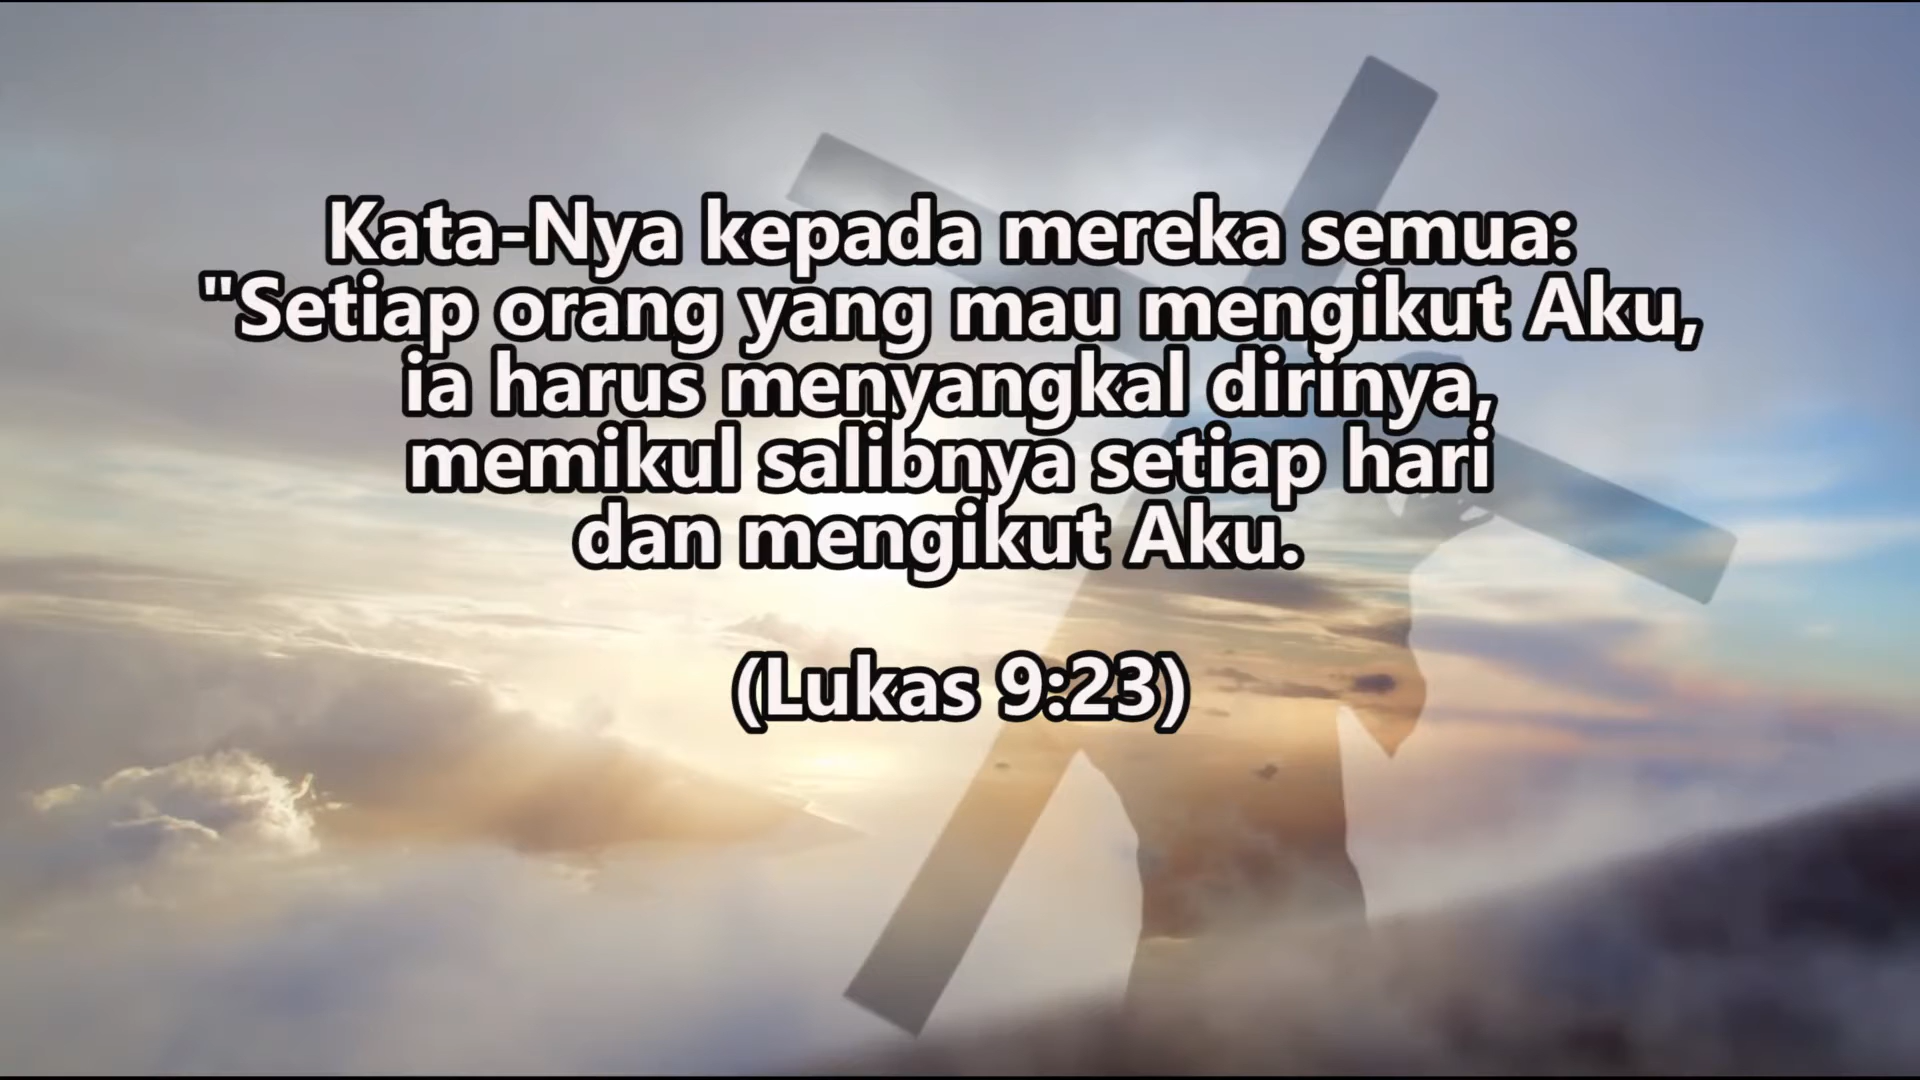 Kata-Nya kepada mereka semua:
"Setiap orang yang mau mengikut Aku,
ia harus menyangkal dirinya,
memikul salibnya setiap hari
dan mengikut Aku.
(Lukas 9:23)